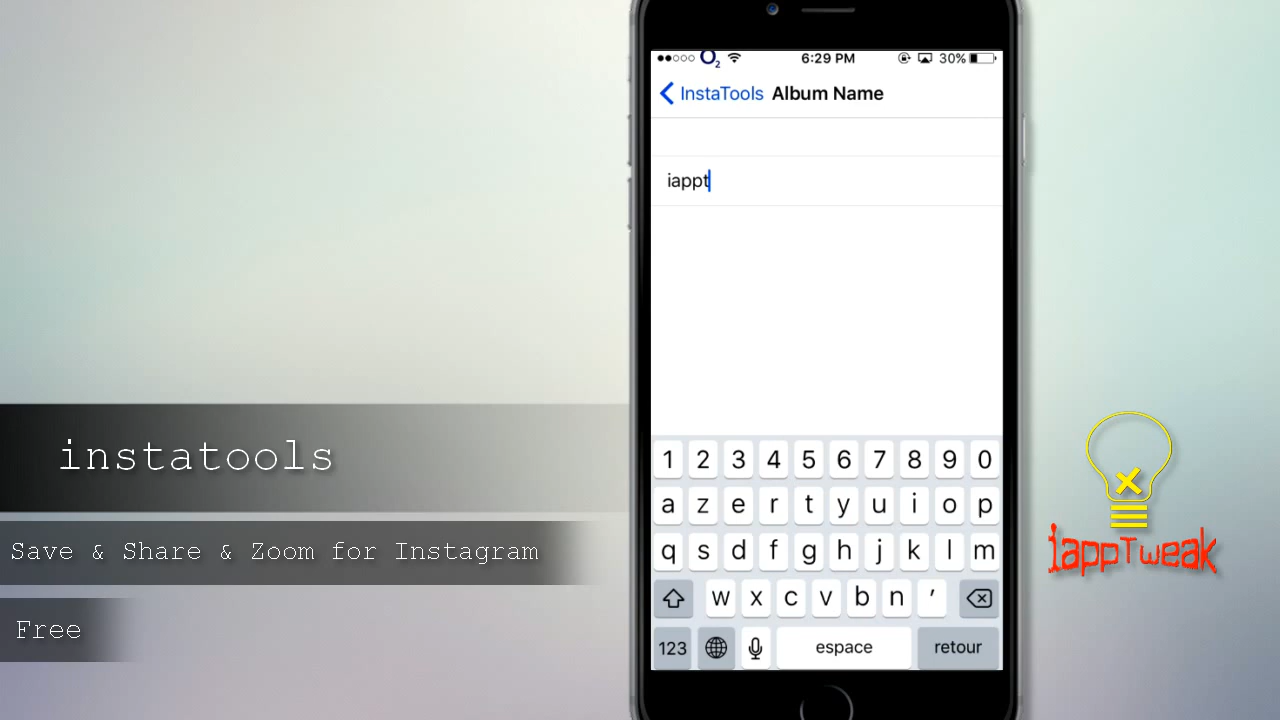 O2 6:29 PM 30%
InstaTools Album Name
iappt
1 2 3 4 5 6 7 8 9 0
a z e r t y u i o p
q s d f g h j k l m
w x c v b n ’
123 espace retour
instatools
Save & Share & Zoom for Instagram
Free
iappTweak